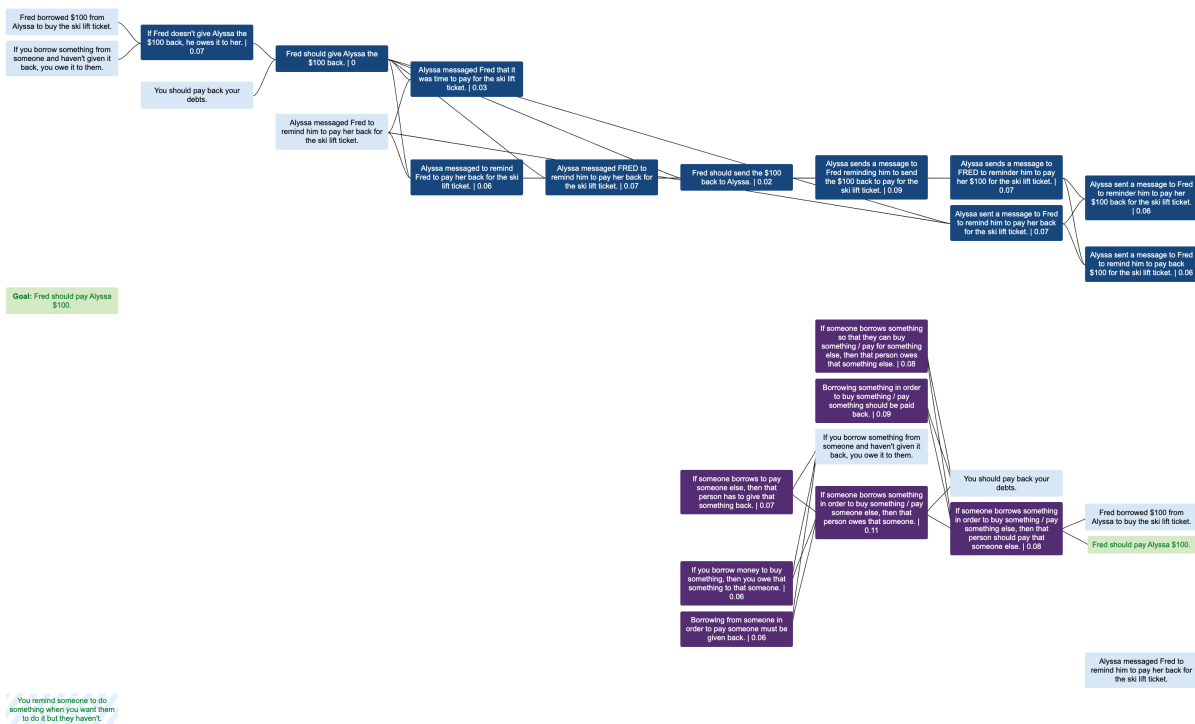 Fred borrowed $100 from
Alyssa to buy the ski lift ticket.
If you borrow something from
someone and haven't given it
back, you owe it to them.
If Fred doesn't give Alyssa the
$100 back, he owes it to her. |
0.07
You should pay back your
debts.
Fred should give Alyssa the
$100 back. | 0
Alyssa messaged Fred to
remind him to pay her back for
the ski lift ticket.
Alyssa messaged Fred that it
was time to pay for the ski lift
ticket. | 0.03
Alyssa messaged to remind
Fred to pay her back for the ski
lift ticket. | 0.06
Alyssa messaged FRED to
remind him to pay her back for
the ski lift ticket. | 0.07
Fred should send the $100
back to Alyssa. | 0.02
Alyssa sends a message to
Fred reminding him to send
the $100 back to pay for the
ski lift ticket. | 0.09
Alyssa sends a message to
FRED to reminder him to pay
her $100 for the ski lift ticket. |
0.07
Alyssa sent a message to Fred
to remind him to pay her back
for the ski lift ticket. | 0.07
Alyssa sent a message to Fred
to reminder him to pay her
$100 back for the ski lift ticket.
| 0.06
Alyssa sent a message to Fred
to remind him to pay back
$100 for the ski lift ticket. | 0.06
Goal: Fred should pay Alyssa
$100.
If someone borrows something
so that they can buy
something / pay for something
else, then that person owes
that something else. | 0.08
Borrowing something in order
to buy something / pay
something should be paid
back. | 0.09
If you borrow something from
someone and haven't given it
back, you owe it to them.
If someone borrows to pay
someone else, then that
person has to give that
something back. | 0.07
If someone borrows something
in order to buy something / pay
someone else, then that
person owes that someone. |
0.11
You should pay back your
debts.
If someone borrows something
in order to buy something / pay
something else, then that
person should pay that
someone else. | 0.08
Fred borrowed $100 from
Alyssa to buy the ski lift ticket.
Fred should pay Alyssa $100.
If you borrow money to buy
something, then you owe that
something to that someone. |
0.06
Borrowing from someone in
order to pay someone must be
given back. | 0.06
Alyssa messaged Fred to
remind him to pay her back for
the ski lift ticket.
You remind someone to do
something when you want them
to do it but they haven't.